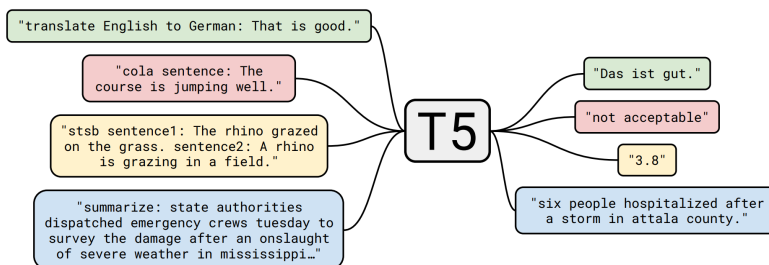 "translate English to German: That is good."
"cola sentence: The
course is jumping well."
"stsb sentence1: The rhino grazed
on the grass. sentence2: A rhino
is grazing in a field."
"summarize: state authorities
dispatched emergency crews tuesday to
survey the damage after an onslaught
of severe weather in mississippi…"
T5
"Das ist gut."
"not acceptable"
"3.8"
"six people hospitalized after
a storm in attala county."